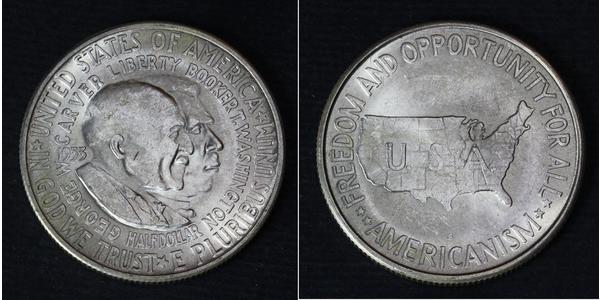 UNITED STATES OF AMERICA
IN GOD WE TRUST ★ E PLURIBUS UNUM
GEORGE W. CARVER LIBERTY BOOKER T. WASHINGTON
1953
HALF DOLLAR
FREEDOM AND OPPORTUNITY FOR ALL
U S A
★★ AMERICANISM ★★